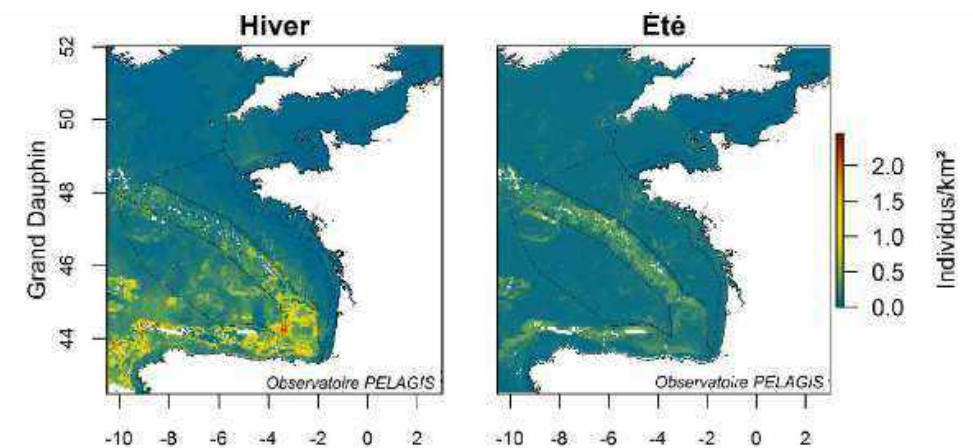 Hiver
Été
Grand Dauphin
52
50
48
46
44
Observatoire PELAGIS
Observatoire PELAGIS
2.0
1.5
1.0
0.5
0.0
Individus/km²
-10 -8 -6 -4 -2 0 2
-10 -8 -6 -4 -2 0 2